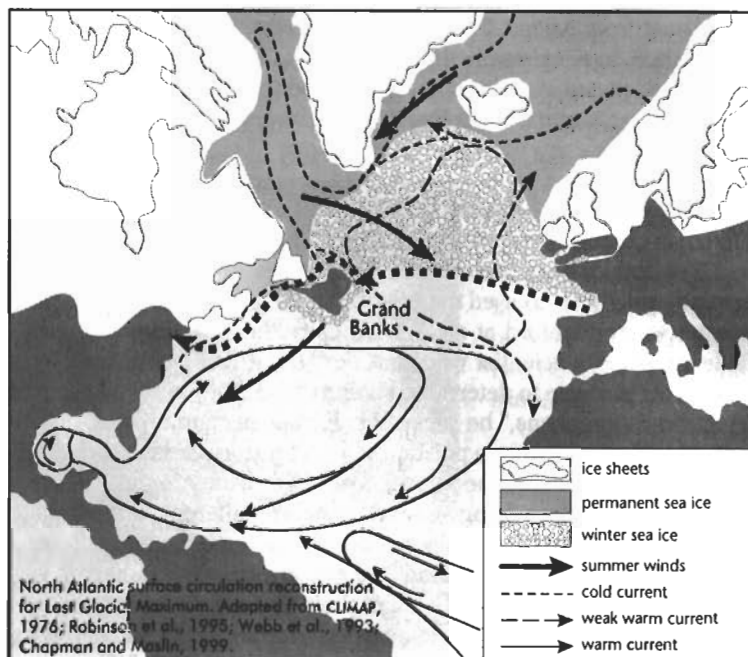 Grand
Banks
ice sheets
permanent sea ice
winter sea ice
summer winds
cold current
weak warm current
warm current
North Atlantic surface circulation reconstruction
for Last Glacial Maximum. Adapted from CLIMAP,
1976; Robinson et al., 1995; Webb et al., 1993;
Chapman and Maslin, 1999.